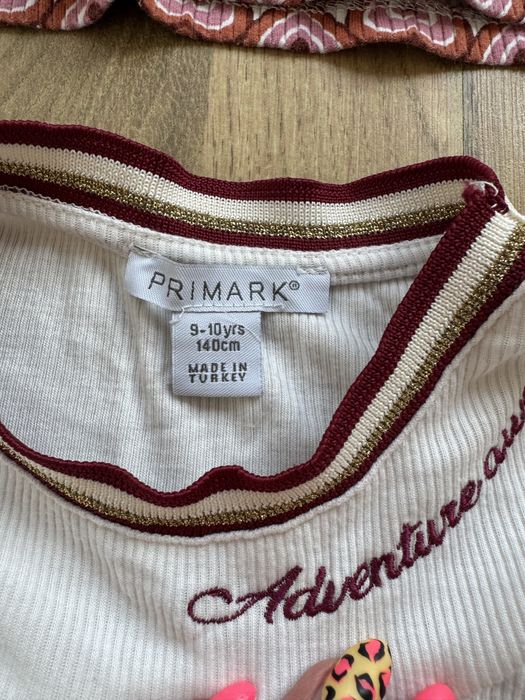 PRIMARK®
9-10yrs
140cm
MADE IN
TURKEY
Adventure